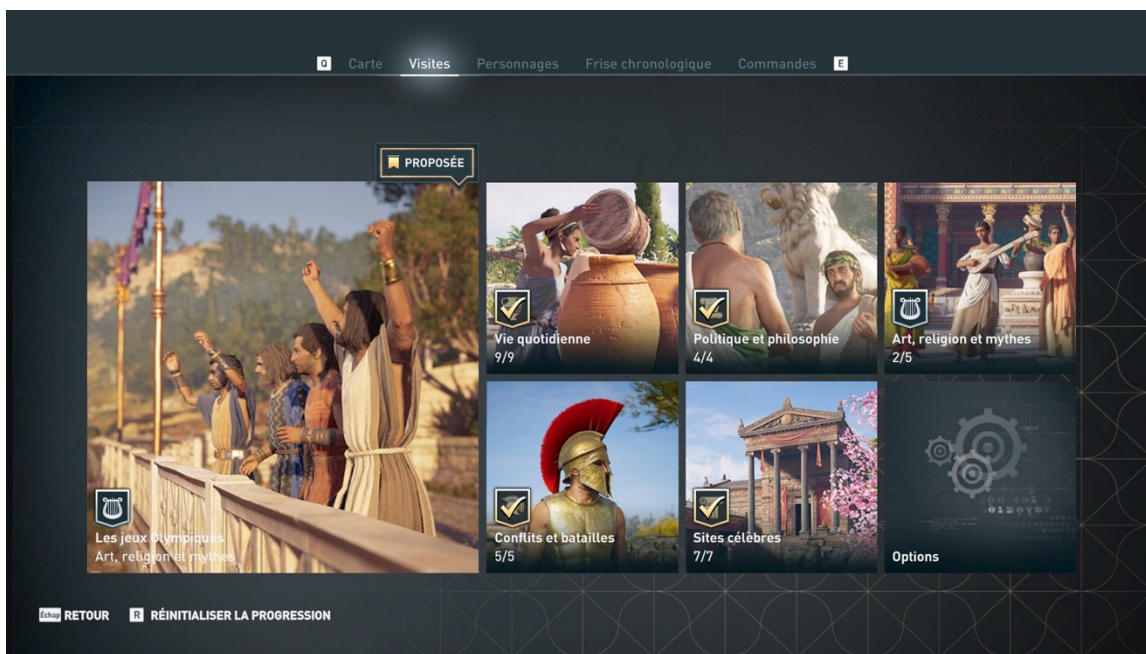 Q Carte Visites Personnages Frise chronologique Commandes E
PROPOSÉE
Les jeux Olympiques
Art, religion et mythes
Vie quotidienne
9/9
Politique et philosophie
4/4
Art, religion et mythes
2/5
Conflits et batailles
5/5
Sites célèbres
7/7
Options
Échap RETOUR R RÉINITIALISER LA PROGRESSION